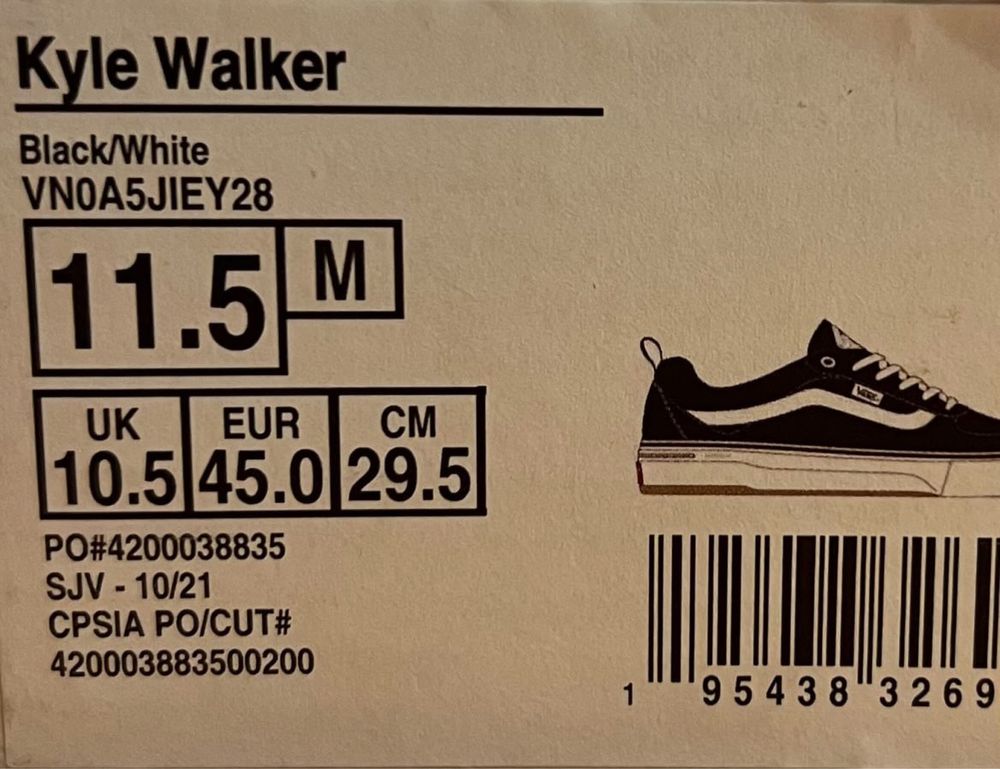 Kyle Walker
Black/White
VN0A5JIEY28
11.5 M
UK EUR CM
10.5 45.0 29.5
PO#4200038835
SJV - 10/21
CPSIA PO/CUT#
420003883500200
VANS
1 95438 3269